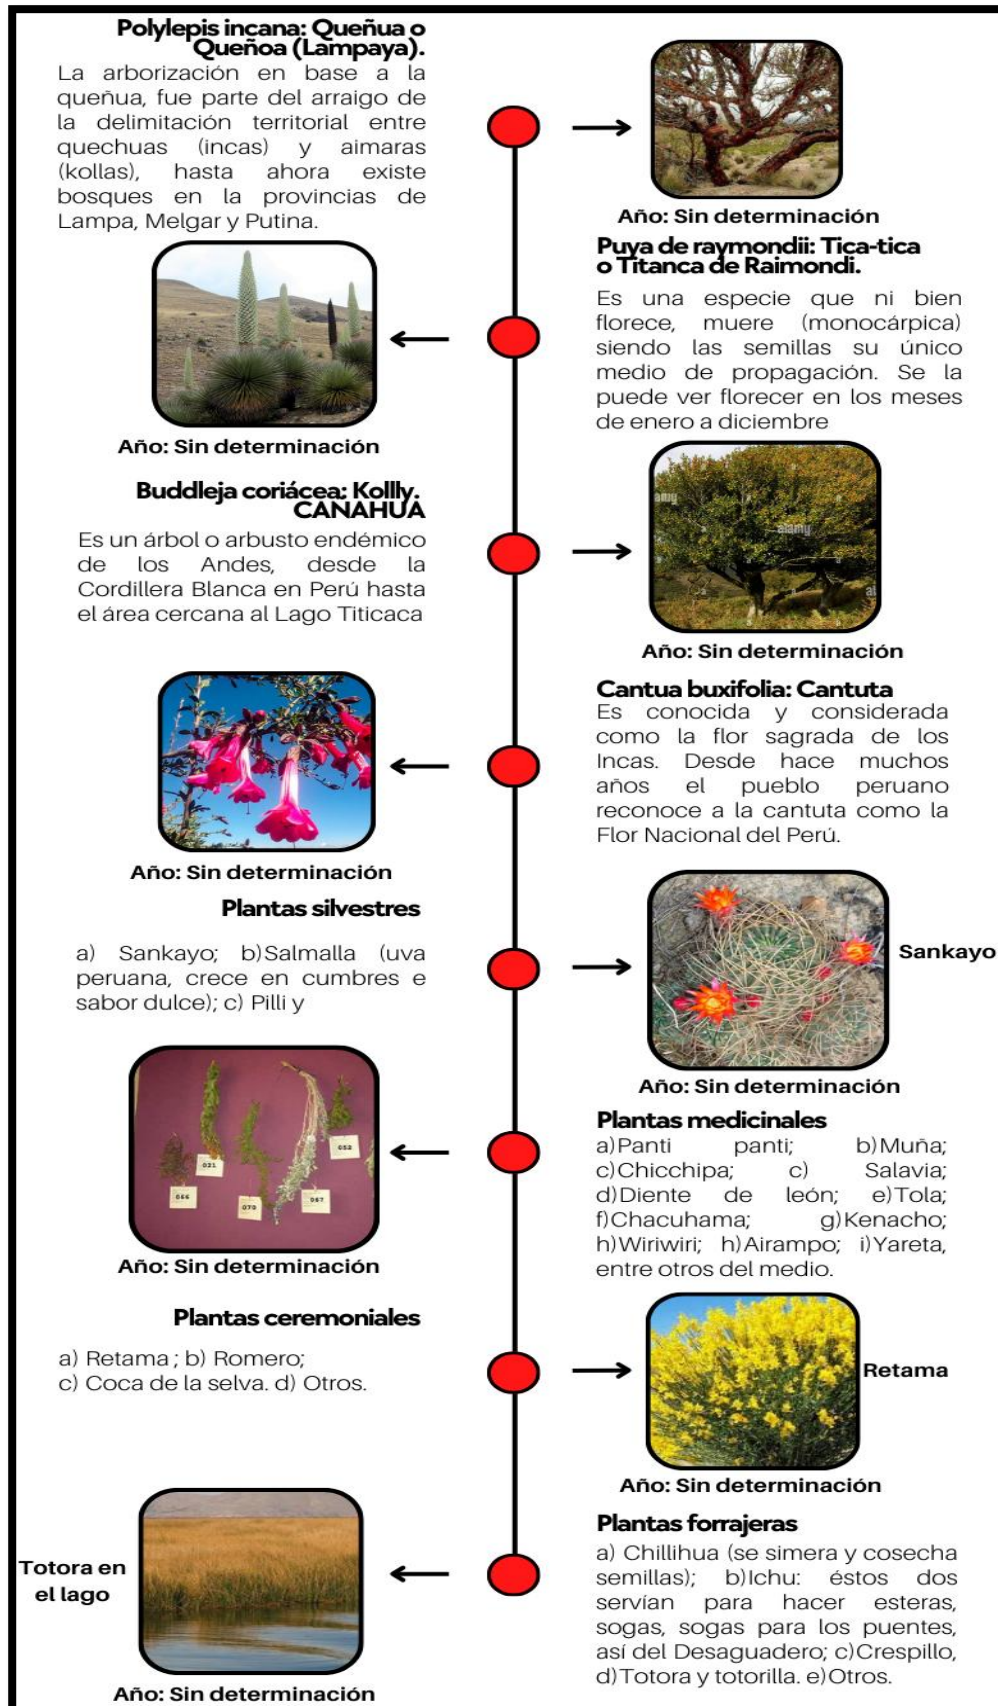 Polylepis incana: Queñua o
Queñoa (Lampaya).
La arborización en base a la
queñua, fue parte del arraigo de
la delimitación territorial entre
quechuas (incas) y aimaras
(kollas), hasta ahora existe
bosques en la provincias de
Lampa, Melgar y Putina.
Año: Sin determinación
Puya de raymondii: Tica-tica
o Titanca de Raimondi.
Es una especie que ni bien
florece, muere (monocárpica)
siendo las semillas su único
medio de propagación. Se la
puede ver florecer en los meses
de enero a diciembre
Año: Sin determinación
Buddleja coriácea: Kollly.
CANAHUA
Es un árbol o arbusto endémico
de los Andes, desde la
Cordillera Blanca en Perú hasta
el área cercana al Lago Titicaca
alamy
Año: Sin determinación
Cantua buxifolia: Cantuta
Es conocida y considerada
como la flor sagrada de los
Incas. Desde hace muchos
años el pueblo peruano
reconoce a la cantuta como la
Flor Nacional del Perú.
Año: Sin determinación
Plantas silvestres
a) Sankayo; b)Salmalla (uva
peruana, crece en cumbres e
sabor dulce); c) Pilli y
Sankayo
Año: Sin determinación
Plantas medicinales
a)Panti panti; b)Muña;
c)Chicchipa; c) Salavia;
d)Diente de león; e)Tola;
f)Chacuhama; g)Kenacho;
h)Wiriwiri; h)Airampo; i)Yareta,
entre otros del medio.
066
021
070
067
052
Año: Sin determinación
Plantas ceremoniales
a) Retama ; b) Romero;
c) Coca de la selva. d) Otros.
Retama
Año: Sin determinación
Plantas forrajeras
a) Chillihua (se simera y cosecha
semillas); b)Ichu: éstos dos
servían para hacer esteras,
sogas, sogas para los puentes,
así del Desaguadero; c)Crespillo,
d)Totora y totorilla. e)Otros.
Totora en
el lago
Año: Sin determinación